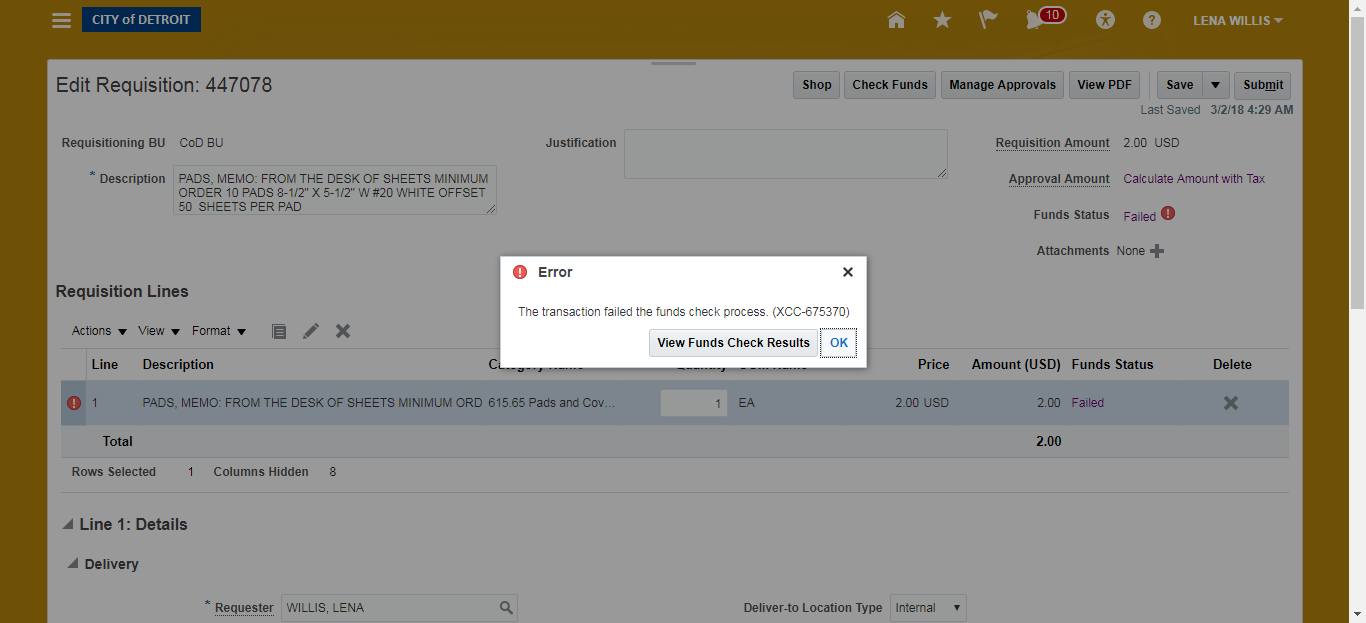 CITY of DETROIT
10
?
LENA WILLIS
Edit Requisition: 447078
Shop
Check Funds
Manage Approvals
View PDF
Save
Submit
Last Saved 3/2/18 4:29 AM
Requisitioning BU CoD BU
Justification
Requisition Amount 2.00 USD
* Description PADS, MEMO: FROM THE DESK OF SHEETS MINIMUM
ORDER 10 PADS 8-1/2" X 5-1/2" W #20 WHITE OFFSET
50 SHEETS PER PAD
Approval Amount Calculate Amount with Tax
Funds Status Failed
Attachments None
Error
The transaction failed the funds check process. (XCC-675370)
View Funds Check Results
OK
Requisition Lines
Actions View Format
Line Description Price Amount (USD) Funds Status Delete
1 PADS, MEMO: FROM THE DESK OF SHEETS MINIMUM ORD 615.65 Pads and Cov... 1 EA 2.00 USD 2.00 Failed
Total 2.00
Rows Selected 1 Columns Hidden 8
Line 1: Details
Delivery
* Requester WILLIS, LENA
Deliver-to Location Type Internal